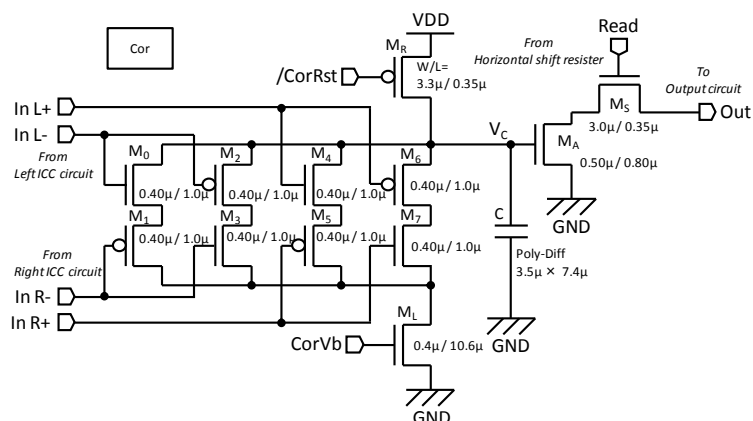 Cor
VDD
MR
W/L=
3.3μ/ 0.35μ
/CorRst
From
Horizontal shift resister
Read
To
Output circuit
MS
3.0μ/ 0.35μ
Out
In L+
In L-
From
Left ICC circuit
M0
0.40μ/ 1.0μ
M2
0.40μ/ 1.0μ
M4
0.40μ/ 1.0μ
M6
0.40μ/ 1.0μ
VC
MA
0.50μ/ 0.80μ
GND
M1
0.40μ/ 1.0μ
M3
0.40μ/ 1.0μ
M5
0.40μ/ 1.0μ
M7
0.40μ/ 1.0μ
C
Poly-Diff
3.5μ × 7.4μ
GND
From
Right ICC circuit
In R-
In R+
CorVb
ML
0.4μ/ 10.6μ
GND